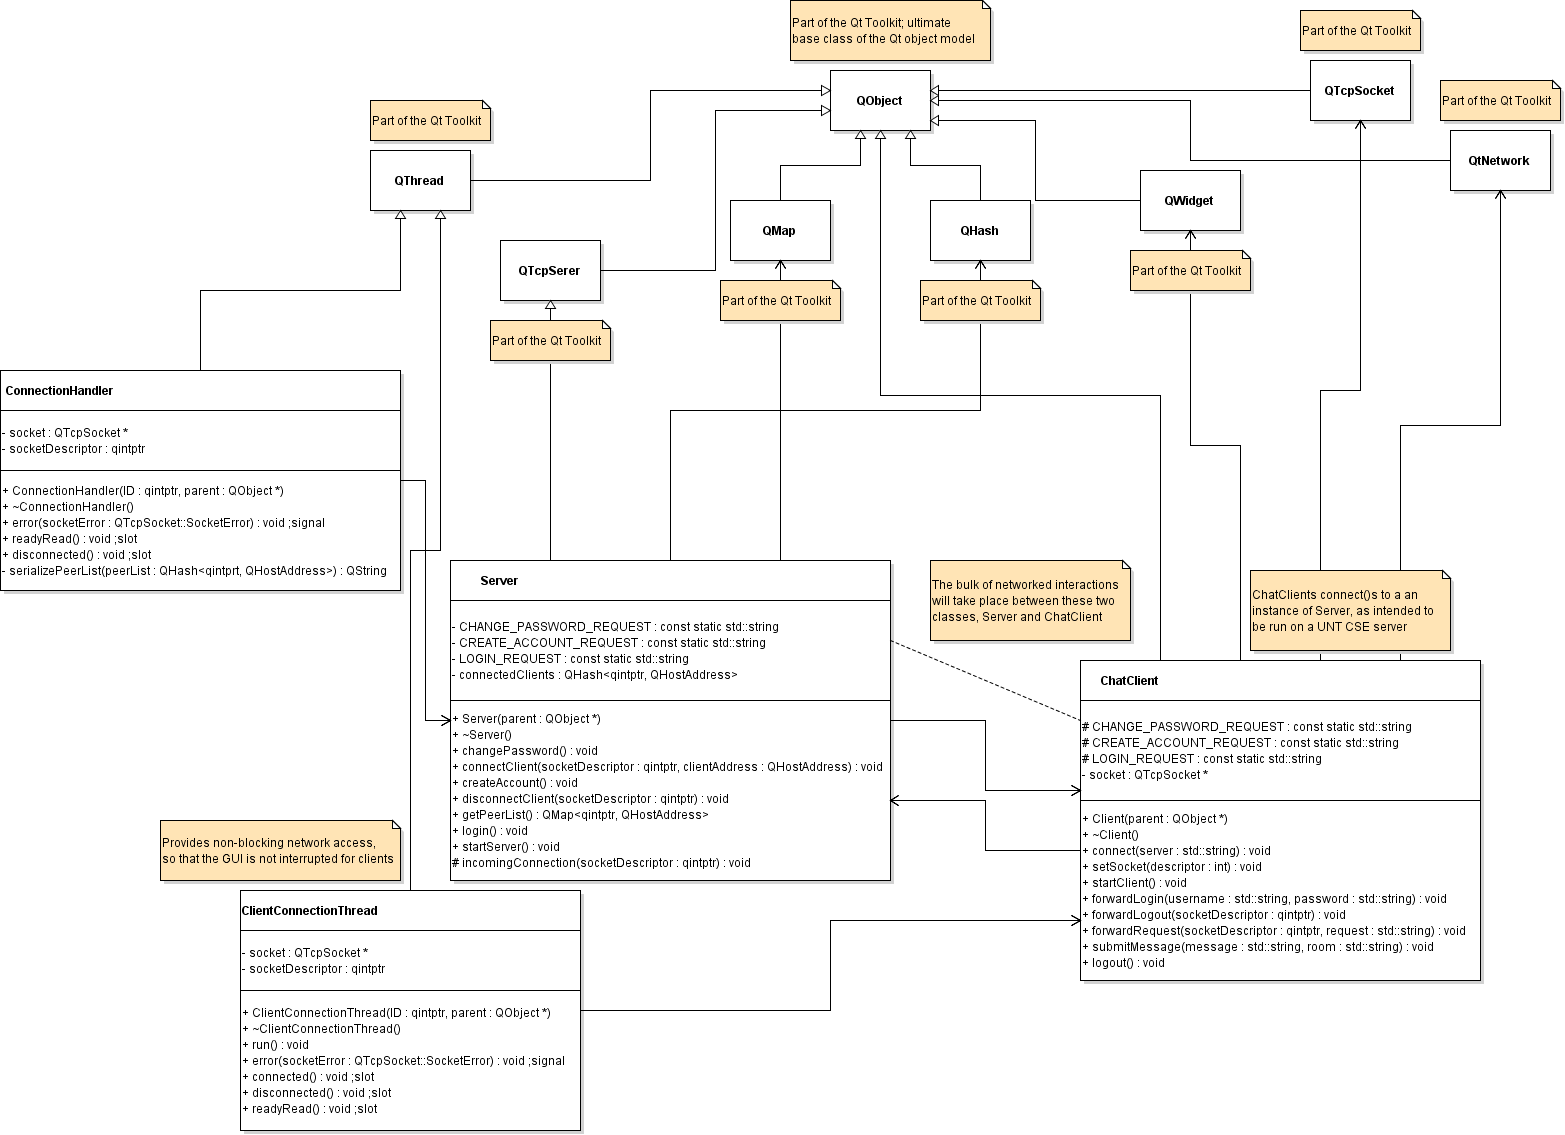 Part of the Qt Toolkit; ultimate
base class of the Qt object model
Part of the Qt Toolkit
QObject
QTcpSocket
Part of the Qt Toolkit
Part of the Qt Toolkit
QThread
QtNetwork
QMap
QHash
QWidget
QTcpSerer
Part of the Qt Toolkit
Part of the Qt Toolkit
Part of the Qt Toolkit
Part of the Qt Toolkit
ConnectionHandler
- socket : QTcpSocket *
- socketDescriptor : qintptr
+ ConnectionHandler(ID : qintptr, parent : QObject *)
+ ~ConnectionHandler()
+ error(socketError : QTcpSocket::SocketError) : void ;signal
+ readyRead() : void ;slot
+ disconnected() : void ;slot
- serializePeerList(peerList : QHash<qintprt, QHostAddress>) : QString
Server
- CHANGE_PASSWORD_REQUEST : const static std::string
- CREATE_ACCOUNT_REQUEST : const static std::string
- LOGIN_REQUEST : const static std::string
- connectedClients : QHash<qintptr, QHostAddress>
+ Server(parent : QObject *)
+ ~Server()
+ changePassword() : void
+ connectClient(socketDescriptor : qintptr, clientAddress : QHostAddress) : void
+ createAccount() : void
+ disconnectClient(socketDescriptor : qintptr) : void
+ getPeerList() : QMap<qintptr, QHostAddress>
+ login() : void
+ startServer() : void
# incomingConnection(socketDescriptor : qintptr) : void
The bulk of networked interactions
will take place between these two
classes, Server and ChatClient
ChatClients connect()s to a an
instance of Server, as intended to
be run on a UNT CSE server
ChatClient
# CHANGE_PASSWORD_REQUEST : const static std::string
# CREATE_ACCOUNT_REQUEST : const static std::string
# LOGIN_REQUEST : const static std::string
- socket : QTcpSocket *
+ Client(parent : QObject *)
+ ~Client()
+ connect(server : std::string) : void
+ setSocket(descriptor : int) : void
+ startClient() : void
+ forwardLogin(username : std::string, password : std::string) : void
+ forwardLogout(socketDescriptor : qintptr) : void
+ forwardRequest(socketDescriptor : qintptr, request : std::string) : void
+ submitMessage(message : std::string, room : std::string) : void
+ logout() : void
Provides non-blocking network access,
so that the GUI is not interrupted for clients
ClientConnectionThread
- socket : QTcpSocket *
- socketDescriptor : qintptr
+ ClientConnectionThread(ID : qintptr, parent : QObject *)
+ ~ClientConnectionThread()
+ run() : void
+ error(socketError : QTcpSocket::SocketError) : void ;signal
+ connected() : void ;slot
+ disconnected() : void ;slot
+ readyRead() : void ;slot